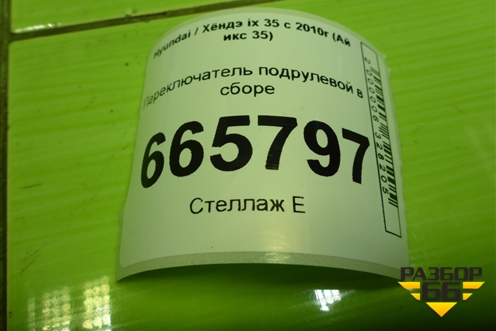 Hyundai / Хёндэ ix 35 с 2010г (Ай
икс 35)
Переключатель подрулевой в
сборе
665797
Стеллаж Е
РАЗБОР
66